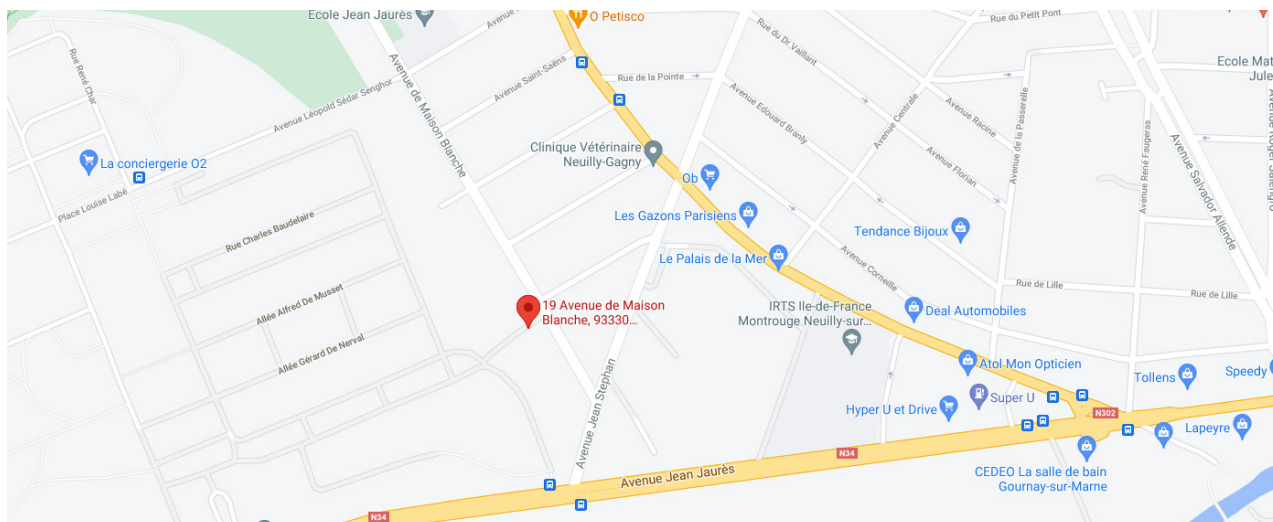 Ecole Jean Jaurès
O Petisco
Rue du Petit Pont
Rue du Dr Vaillant
Ecole Mat
Jule
Rue René Char
Avenue de Maison Blanche
Avenue Saint-Saëns
Rue de la Pointe
Avenue Léopold Sédar Senghor
Avenue Edouard Branly
Avenue Centrale
Avenue Racine
Avenue de la Passerelle
Avenue René Faugeras
Avenue Salvador Allende
Avenue Roger Salengro
Clinique Vétérinaire
Neuilly-Gagny
La conciergerie O2
Ob
Avenue Florian
Place Louise Labé
Rue Charles Baudelaire
Les Gazons Parisiens
Tendance Bijoux
Le Palais de la Mer
Avenue Corneille
Rue de Lille
Rue de Lille
Allée Alfred De Musset
19 Avenue de Maison
Blanche, 93330...
IRTS Ile-de-France
Montrouge Neuilly-sur...
Deal Automobiles
Allée Gérard De Nerval
Avenue Jean Stephan
Atol Mon Opticien
Tollens
Speedy
Super U
Hyper U et Drive
N302
Lapeyre
N34
Avenue Jean Jaurès
CEDEO La salle de bain
Gournay-sur-Marne
N34